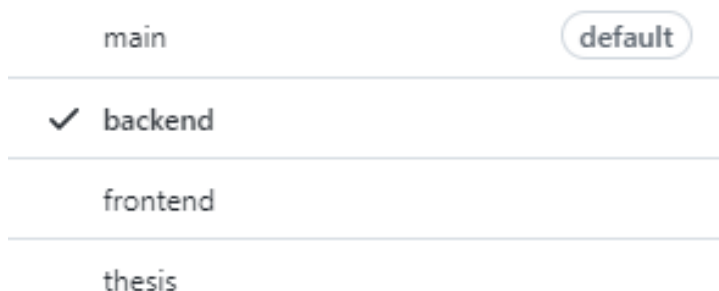 main default
backend
frontend
thesis